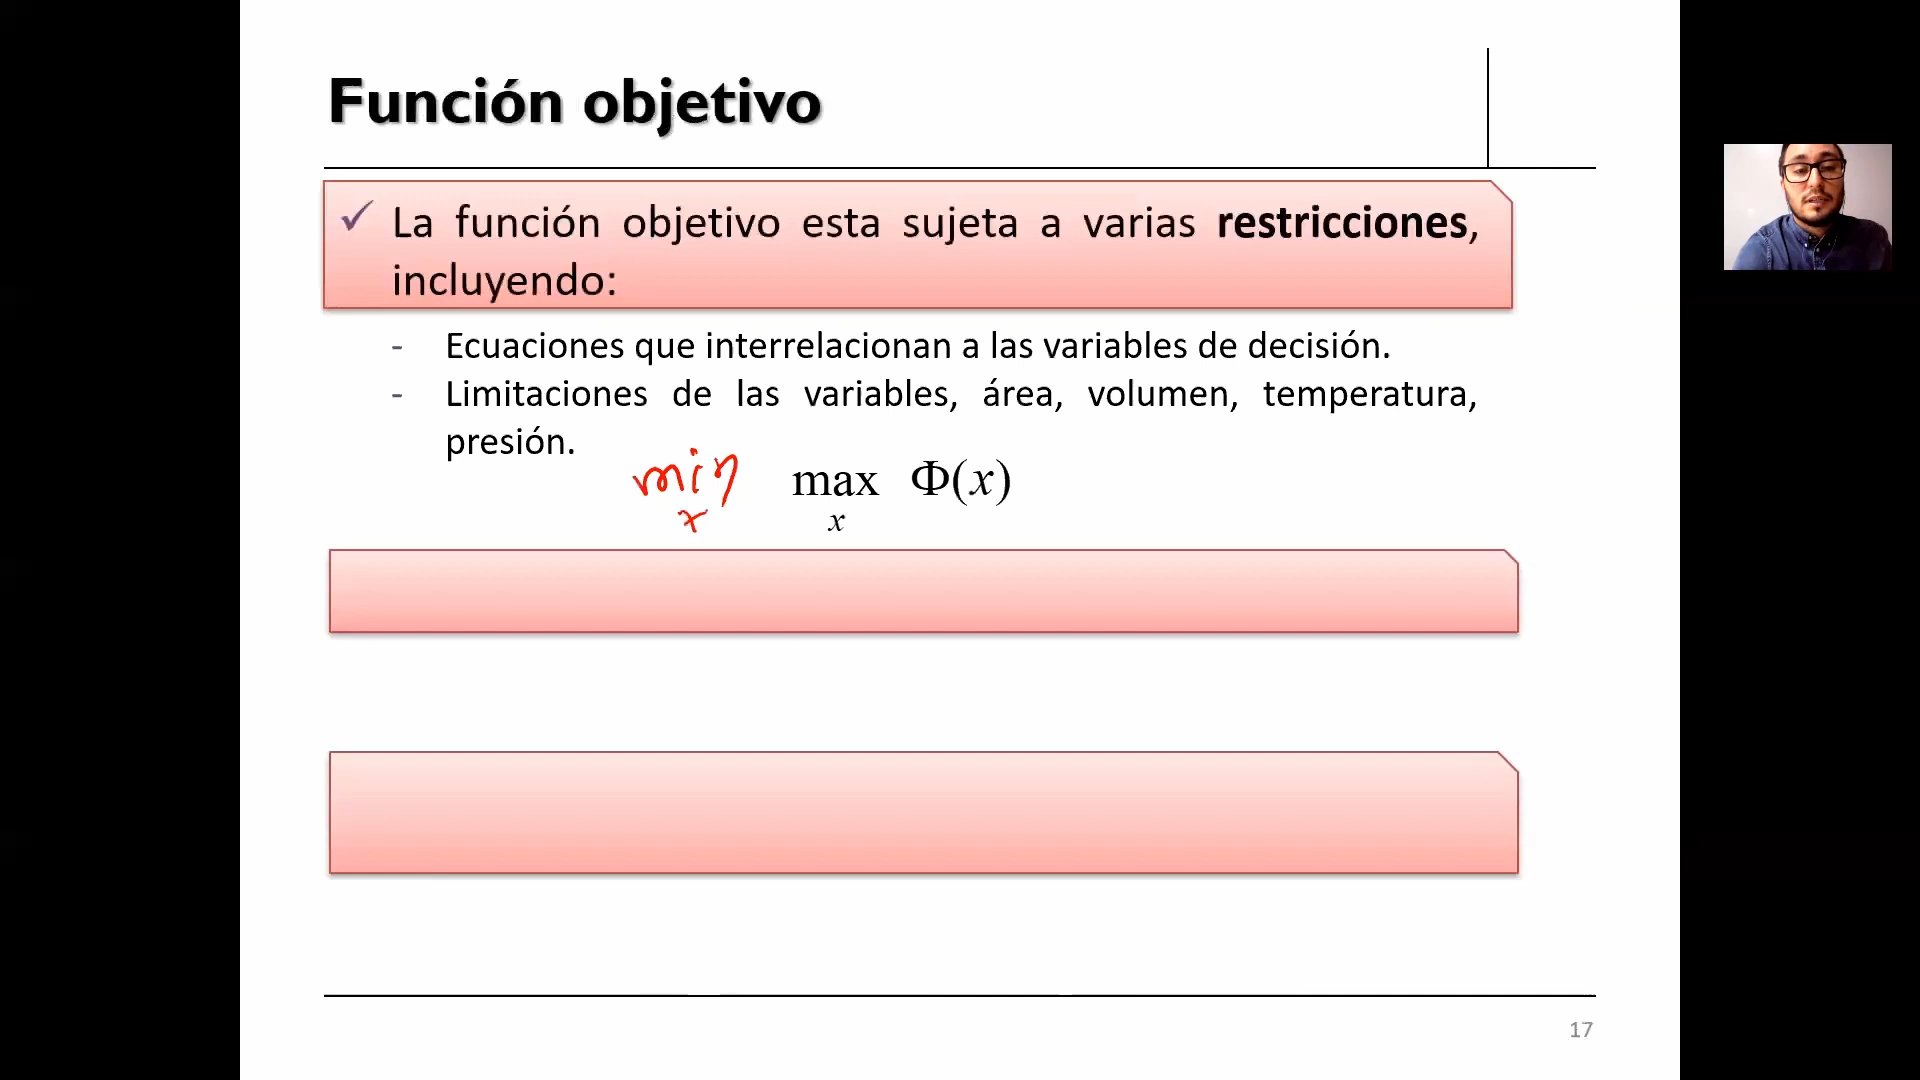 Función objetivo
✓ La función objetivo esta sujeta a varias restricciones,
incluyendo:
- Ecuaciones que interrelacionan a las variables de decisión.
- Limitaciones de las variables, área, volumen, temperatura,
presión.
min max Φ(x)
x x
17